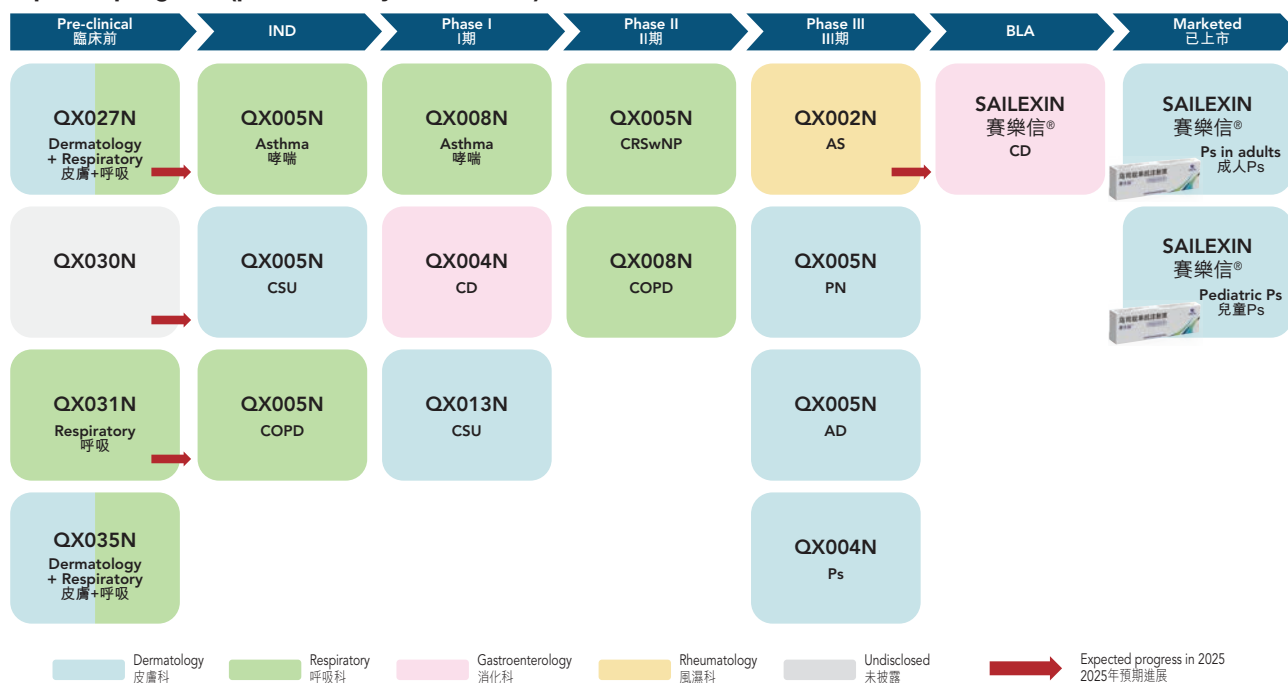 Pre-clinical
臨床前
IND
Phase I
I期
Phase II
II期
Phase III
III期
BLA
Marketed
已上市
QX027N
Dermatology
+ Respiratory
皮膚+呼吸
QX005N
Asthma
哮喘
QX008N
Asthma
哮喘
QX005N
CRSwNP
QX002N
AS
SAILEXIN
賽樂信®
CD
SAILEXIN
賽樂信®
Ps in adults
成人Ps
QX030N
QX005N
CSU
QX004N
CD
QX008N
COPD
QX005N
PN
SAILEXIN
賽樂信®
Pediatric Ps
兒童Ps
QX031N
Respiratory
呼吸
QX005N
COPD
QX013N
CSU
QX005N
AD
QX035N
Dermatology
+ Respiratory
皮膚+呼吸
QX004N
Ps
Dermatology
皮膚科
Respiratory
呼吸科
Gastroenterology
消化科
Rheumatology
風濕科
Undisclosed
未披露
Expected progress in 2025
2025年預期進展